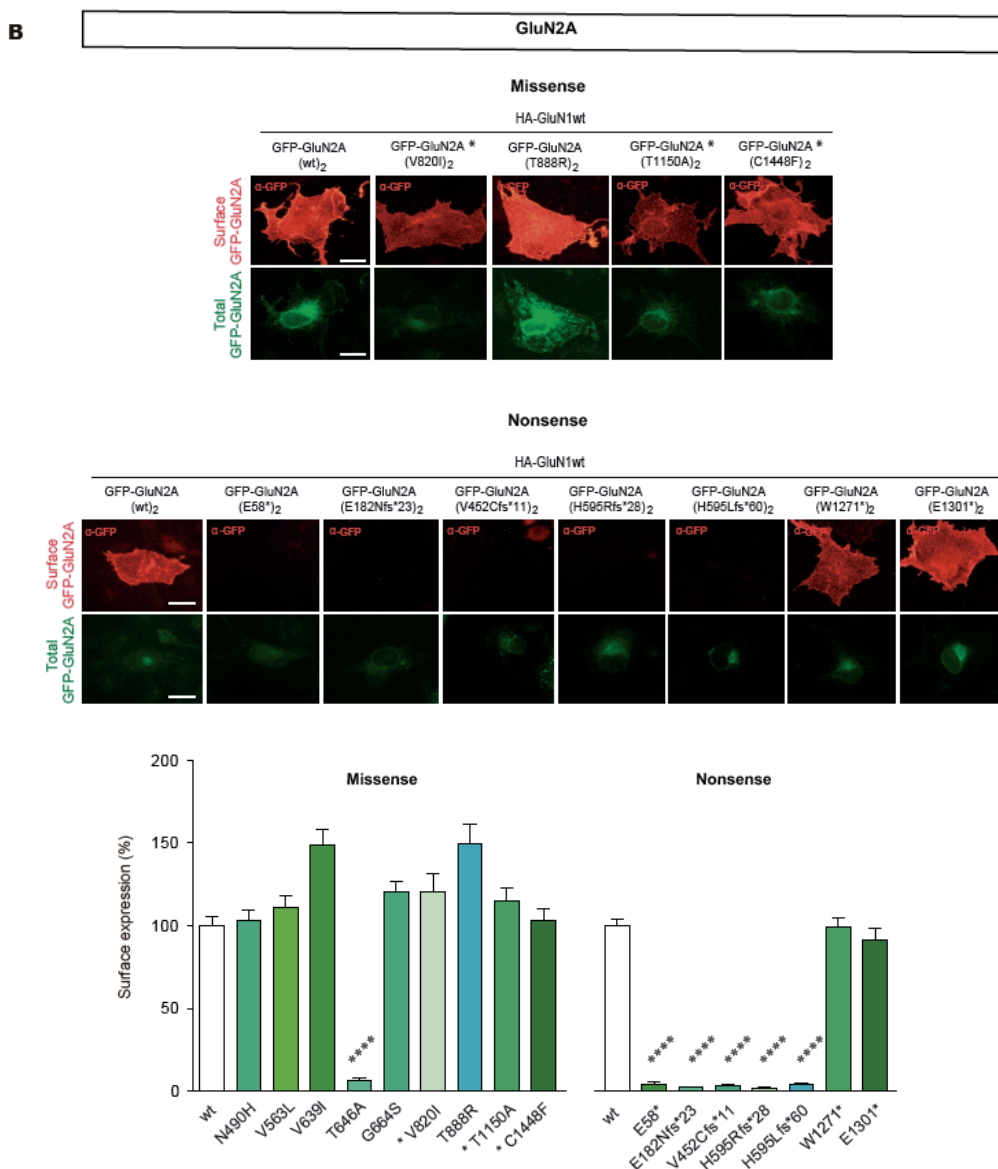 B
GluN2A
Missense
HA-GluN1wt
GFP-GluN2A (wt)2
GFP-GluN2A * (V820I)2
GFP-GluN2A (T888R)2
GFP-GluN2A * (T1150A)2
GFP-GluN2A * (C1448F)2
Surface GFP-GluN2A
α-GFP α-GFP α-GFP α-GFP α-GFP
Total GFP-GluN2A
Nonsense
HA-GluN1wt
GFP-GluN2A (wt)2
GFP-GluN2A (E58*)2
GFP-GluN2A (E182Nfs*23)2
GFP-GluN2A (V452Cfs*11)2
GFP-GluN2A (H595Rfs*28)2
GFP-GluN2A (H595Lfs*60)2
GFP-GluN2A (W1271*)2
GFP-GluN2A (E1301*)2
Surface GFP-GluN2A
α-GFP α-GFP α-GFP α-GFP α-GFP α-GFP α-GFP α-GFP
Total GFP-GluN2A
Surface expression (%)
200
150
100
50
0
Missense
****
wt N490H V563L V639I T646A G664S * V820I T888R * T1150A * C1448F
Nonsense
**** **** **** **** ****
wt E58* E182Nfs*23 V452Cfs*11 H595Rfs*28 H595Lfs*60 W1271* E1301*